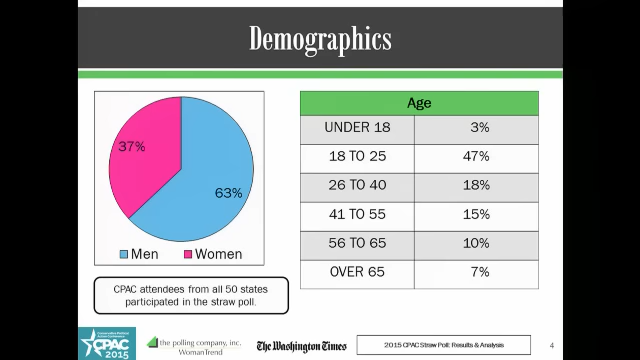 Demographics
37%
63%
Men
Women
CPAC attendees from all 50 states
participated in the straw poll.
Age
UNDER 18 3%
18 TO 25 47%
26 TO 40 18%
41 TO 55 15%
56 TO 65 10%
OVER 65 7%
CPAC
2015
the polling company, inc.
WomanTrend
The Washington Times
2015 CPAC Straw Poll: Results & Analysis
4